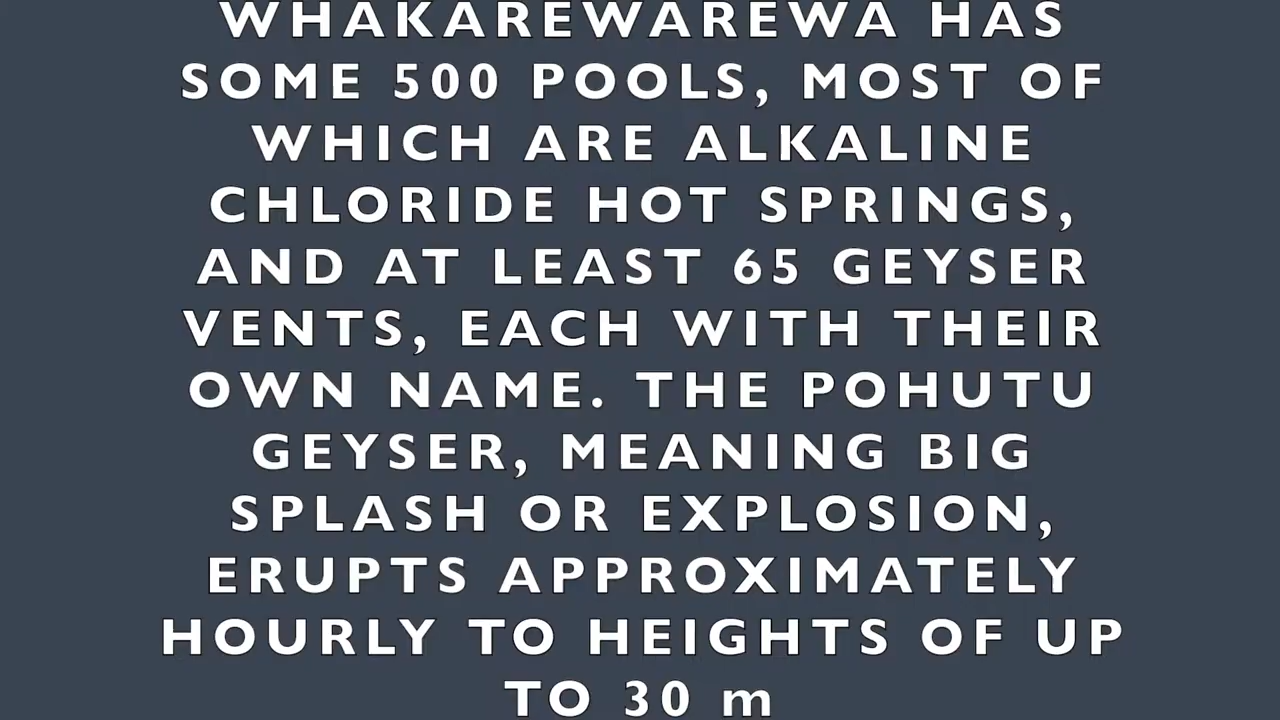 WHAKAREWAREWA HAS
SOME 500 POOLS, MOST OF
WHICH ARE ALKALINE
CHLORIDE HOT SPRINGS,
AND AT LEAST 65 GEYSER
VENTS, EACH WITH THEIR
OWN NAME. THE POHUTU
GEYSER, MEANING BIG
SPLASH OR EXPLOSION,
ERUPTS APPROXIMATELY
HOURLY TO HEIGHTS OF UP
TO 30 m